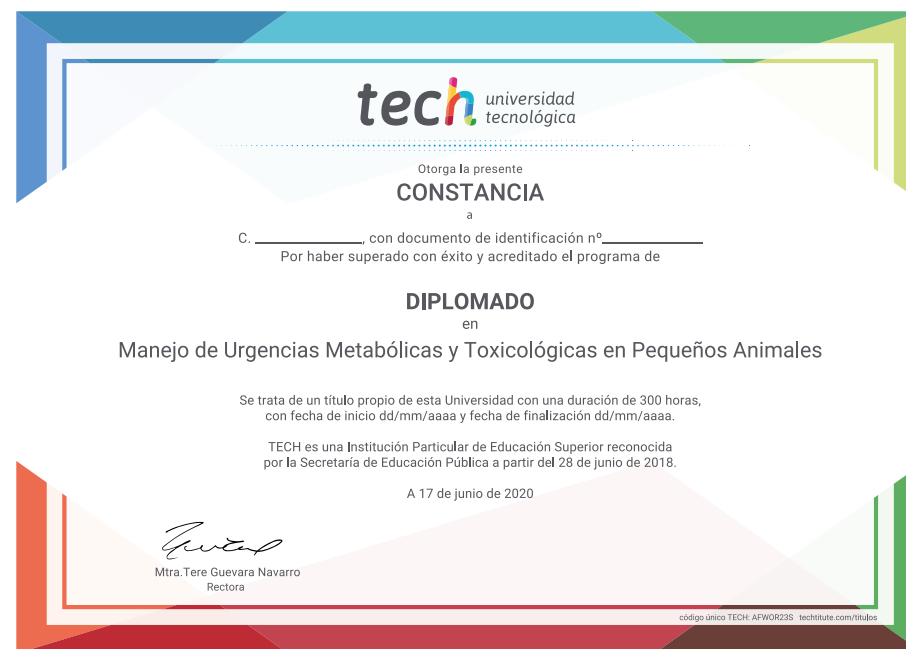 tech universidad
tecnológica
Otorga la presente
CONSTANCIA
a
C. ______________, con documento de identificación nº_____________
Por haber superado con éxito y acreditado el programa de
DIPLOMADO
en
Manejo de Urgencias Metabólicas y Toxicológicas en Pequeños Animales
Se trata de un título propio de esta Universidad con una duración de 300 horas,
con fecha de inicio dd/mm/aaaa y fecha de finalización dd/mm/aaaa.
TECH es una Institución Particular de Educación Superior reconocida
por la Secretaría de Educación Pública a partir del 28 de junio de 2018.
A 17 de junio de 2020
Mtra.Tere Guevara Navarro
Rectora
código único TECH: AFWOR23S techtitute.com/titulos